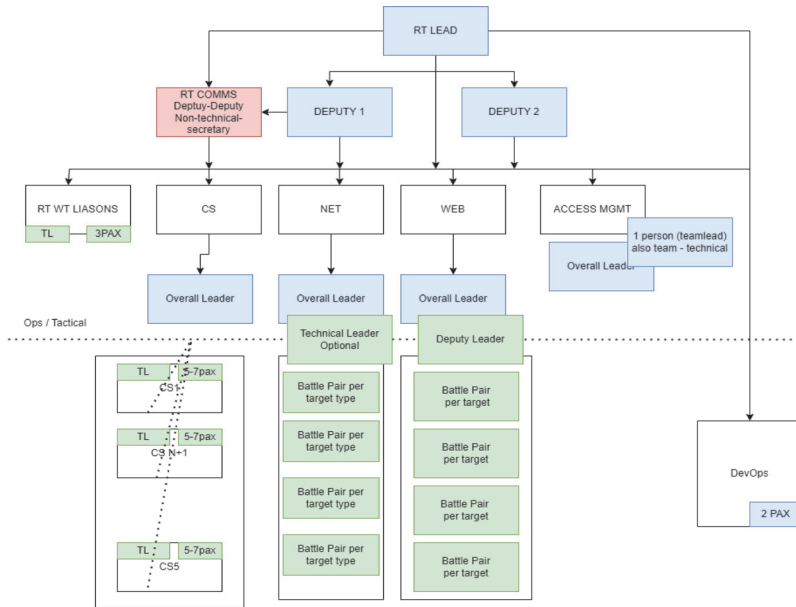 RT LEAD
RT COMMS
Deptuy-Deputy
Non-technical-
secretary
DEPUTY 1
DEPUTY 2
RT WT LIASONS
TL
3PAX
CS
NET
WEB
ACCESS MGMT
1 person (teamlead)
also team - technical
Overall Leader
Overall Leader
Overall Leader
Overall Leader
Ops / Tactical
Technical Leader
Optional
Deputy Leader
TL
5-7pax
CS1
Battle Pair per
target type
Battle Pair
per target
TL
5-7pax
CS N+1
Battle Pair per
target type
Battle Pair
per target
DevOps
2 PAX
Battle Pair per
target type
Battle Pair
per target
TL
5-7pax
CS5
Battle Pair per
target type
Battle Pair
per target